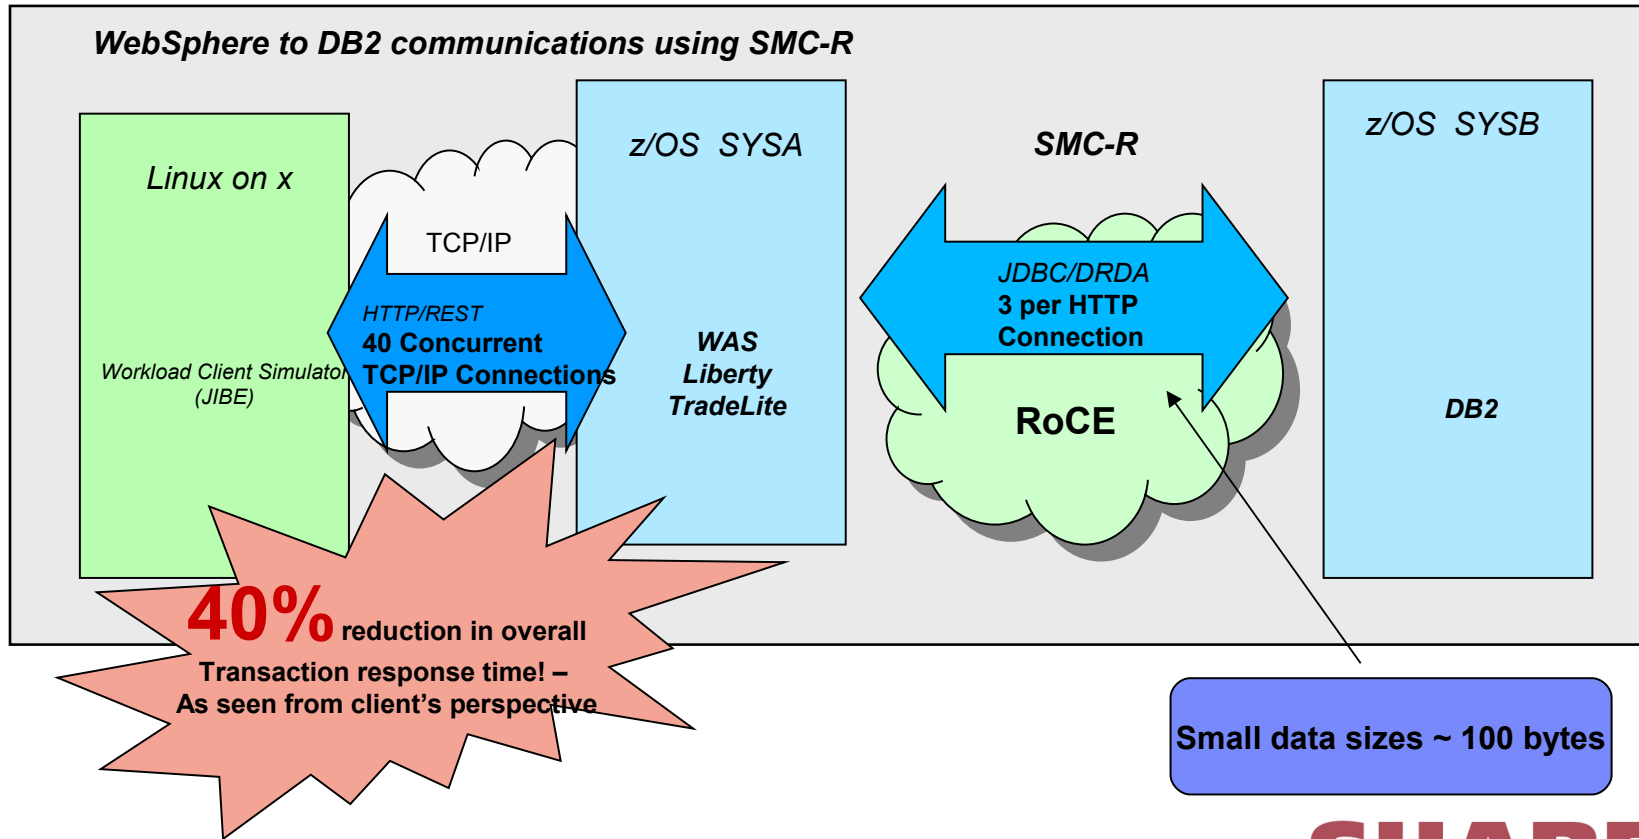 WebSphere to DB2 communications using SMC-R
Linux on x
Workload Client Simulator
(JIBE)
TCP/IP
HTTP/REST
40 Concurrent
TCP/IP Connections
z/OS SYSA
WAS
Liberty
TradeLite
SMC-R
JDBC/DRDA
3 per HTTP
Connection
RoCE
z/OS SYSB
DB2
40% reduction in overall
Transaction response time! –
As seen from client's perspective
Small data sizes ~ 100 bytes